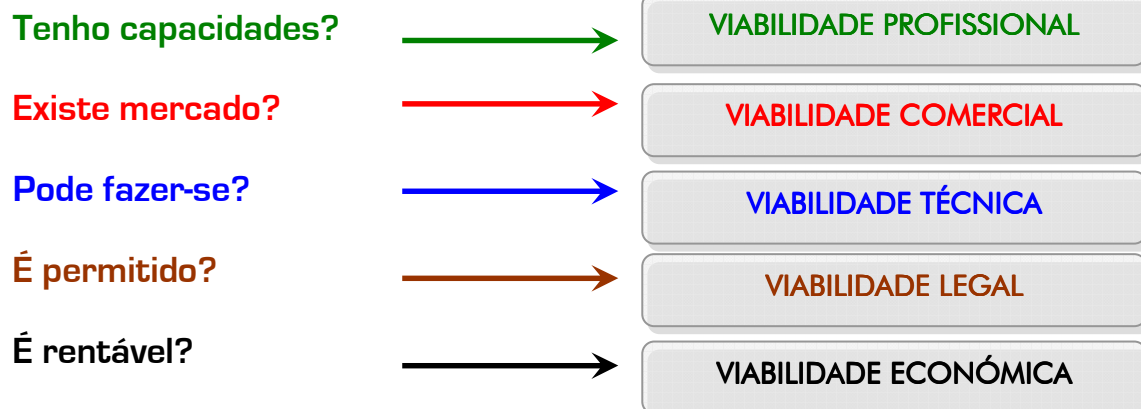 Tenho capacidades?
VIABILIDADE PROFISSIONAL
Existe mercado?
VIABILIDADE COMERCIAL
Pode fazer-se?
VIABILIDADE TÉCNICA
É permitido?
VIABILIDADE LEGAL
É rentável?
VIABILIDADE ECONÓMICA